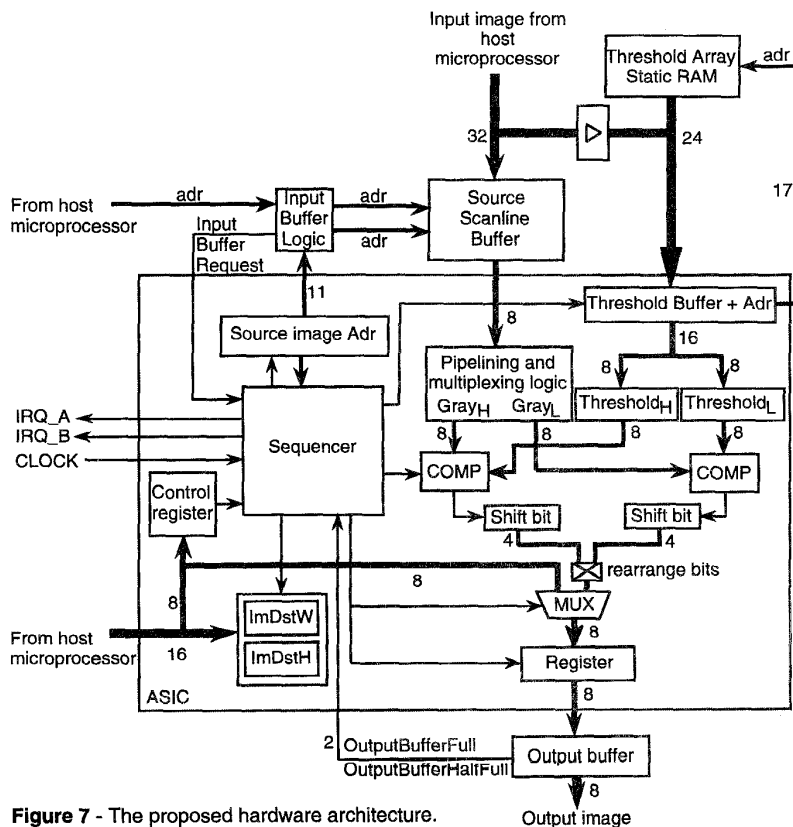 Input image from
host
microprocessor
Threshold Array
Static RAM
adr
32
24
17
From host
microprocessor
adr
Input
Buffer
Logic
adr
adr
Source
Scanline
Buffer
Input
Buffer
Request
11
8
Threshold Buffer + Adr
Source image Adr
16
Pipelining and
multiplexing logic
GrayH GrayL
8
8
ThresholdH
ThresholdL
IRQ_A
IRQ_B
CLOCK
Sequencer
8
8
8
8
COMP
COMP
Control
register
Shift bit
Shift bit
4
4
rearrange bits
8
8
MUX
8
From host
microprocessor
16
ImDstW
ImDstH
Register
8
ASIC
2
OutputBufferFull
OutputBufferHalfFull
Output buffer
8
Output image
Figure 7 - The proposed hardware architecture.